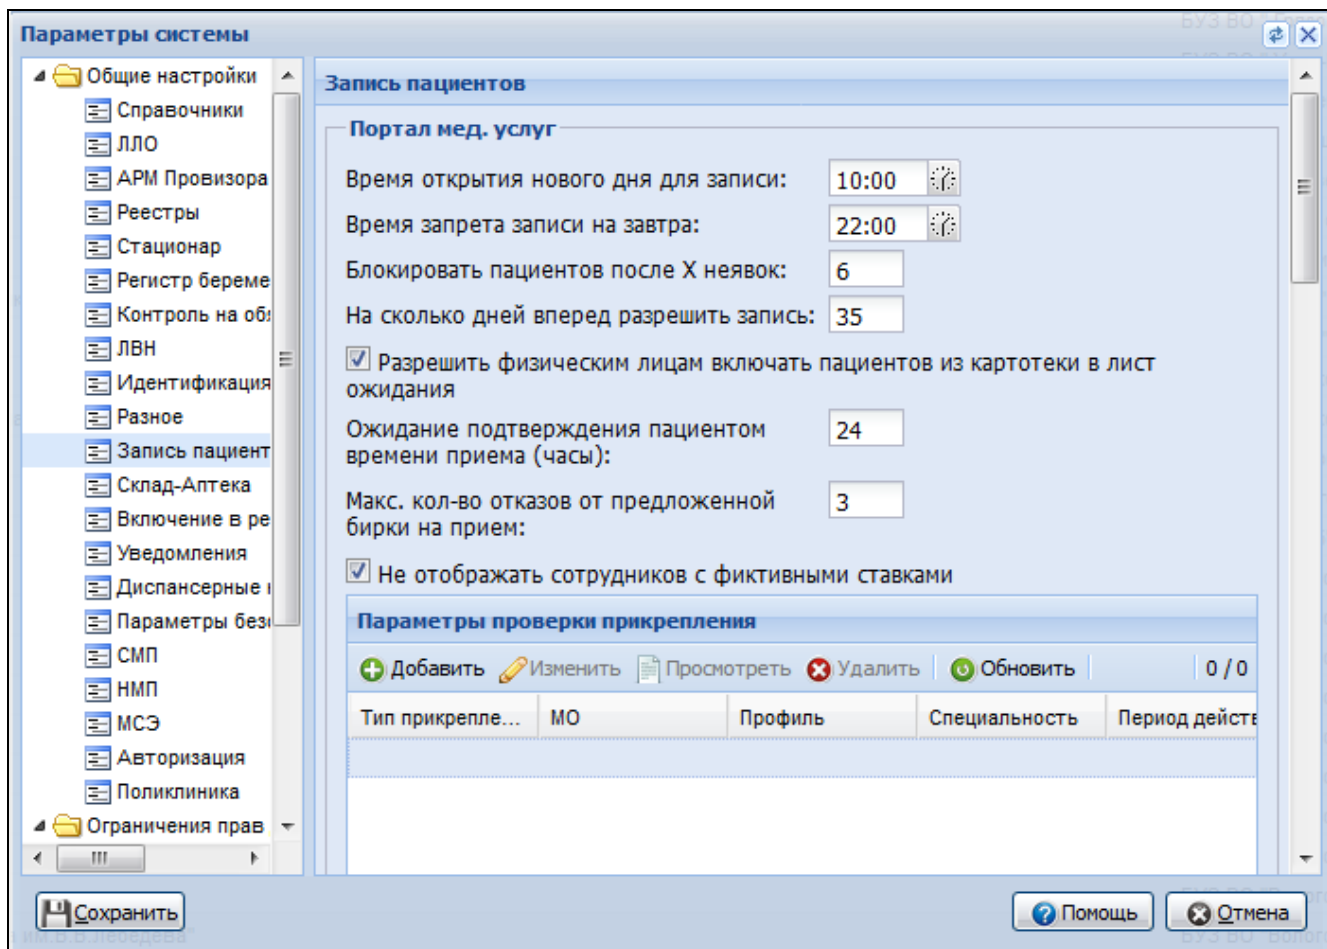 Параметры системы
Общие настройки
Справочники
ЛЛО
АРМ Провизора
Реестры
Стационар
Регистр береме
Контроль на об
ЛВН
Идентификация
Разное
Запись пациент
Склад-Аптека
Включение в ре
Уведомления
Диспансерные
Параметры без
СМП
НМП
МСЭ
Авторизация
Поликлиника
Ограничения прав
Запись пациентов
Портал мед. услуг
Время открытия нового дня для записи: 10:00
Время запрета записи на завтра: 22:00
Блокировать пациентов после X неявок: 6
На сколько дней вперед разрешить запись: 35
Разрешить физическим лицам включать пациентов из картотеки в лист
ожидания
Ожидание подтверждения пациентом 24
времени приема (часы):
Макс. кол-во отказов от предложенной 3
бирки на прием:
Не отображать сотрудников с фиктивными ставками
Параметры проверки прикрепления
Добавить Изменить Просмотреть Удалить Обновить 0 / 0
Тип прикрепле... МО Профиль Специальность Период действ
Сохранить Помощь Отмена